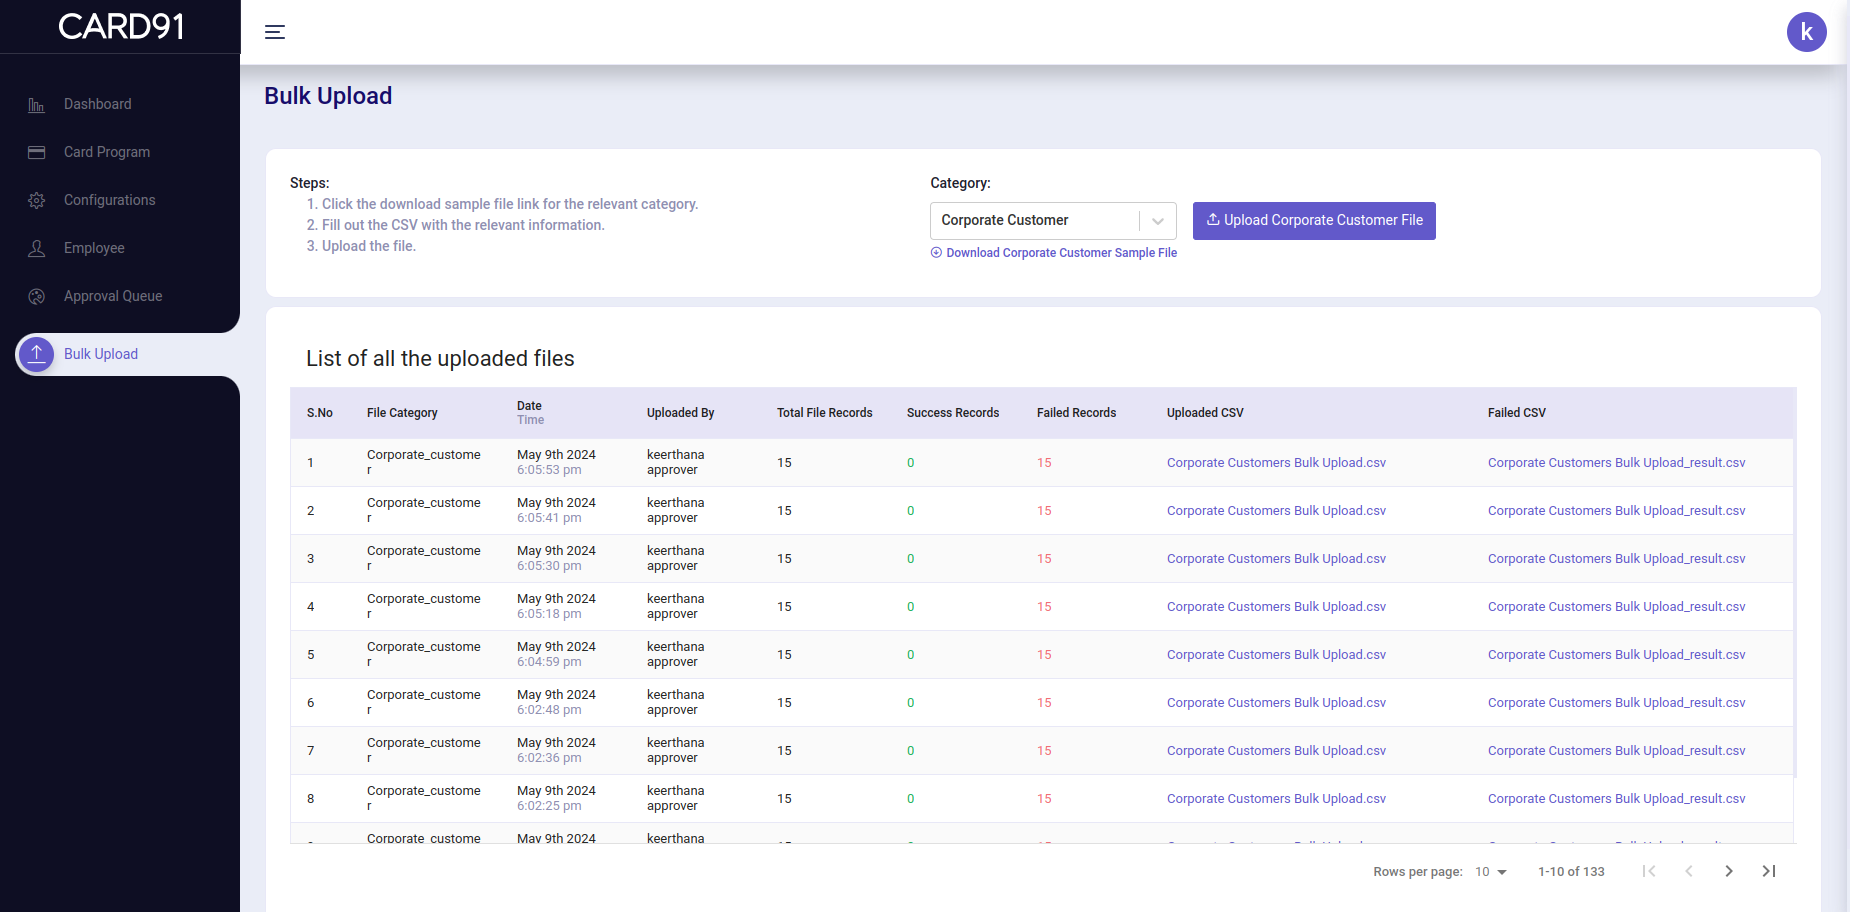 CARD91
k
Dashboard
Card Program
Configurations
Employee
Approval Queue
Bulk Upload
Bulk Upload
Steps:
1. Click the download sample file link for the relevant category.
2. Fill out the CSV with the relevant information.
3. Upload the file.
Category:
Corporate Customer
Upload Corporate Customer File
Download Corporate Customer Sample File
List of all the uploaded files
S.No File Category Date Time Uploaded By Total File Records Success Records Failed Records Uploaded CSV Failed CSV
1 Corporate_customer May 9th 2024 6:05:53 pm keerthana approver 15 0 15 Corporate Customers Bulk Upload.csv Corporate Customers Bulk Upload_result.csv
2 Corporate_customer May 9th 2024 6:05:41 pm keerthana approver 15 0 15 Corporate Customers Bulk Upload.csv Corporate Customers Bulk Upload_result.csv
3 Corporate_customer May 9th 2024 6:05:30 pm keerthana approver 15 0 15 Corporate Customers Bulk Upload.csv Corporate Customers Bulk Upload_result.csv
4 Corporate_customer May 9th 2024 6:05:18 pm keerthana approver 15 0 15 Corporate Customers Bulk Upload.csv Corporate Customers Bulk Upload_result.csv
5 Corporate_customer May 9th 2024 6:04:59 pm keerthana approver 15 0 15 Corporate Customers Bulk Upload.csv Corporate Customers Bulk Upload_result.csv
6 Corporate_customer May 9th 2024 6:02:48 pm keerthana approver 15 0 15 Corporate Customers Bulk Upload.csv Corporate Customers Bulk Upload_result.csv
7 Corporate_customer May 9th 2024 6:02:36 pm keerthana approver 15 0 15 Corporate Customers Bulk Upload.csv Corporate Customers Bulk Upload_result.csv
8 Corporate_customer May 9th 2024 6:02:25 pm keerthana approver 15 0 15 Corporate Customers Bulk Upload.csv Corporate Customers Bulk Upload_result.csv
Corporate_custome May 9th 2024 keerthana
Rows per page: 10 1-10 of 133